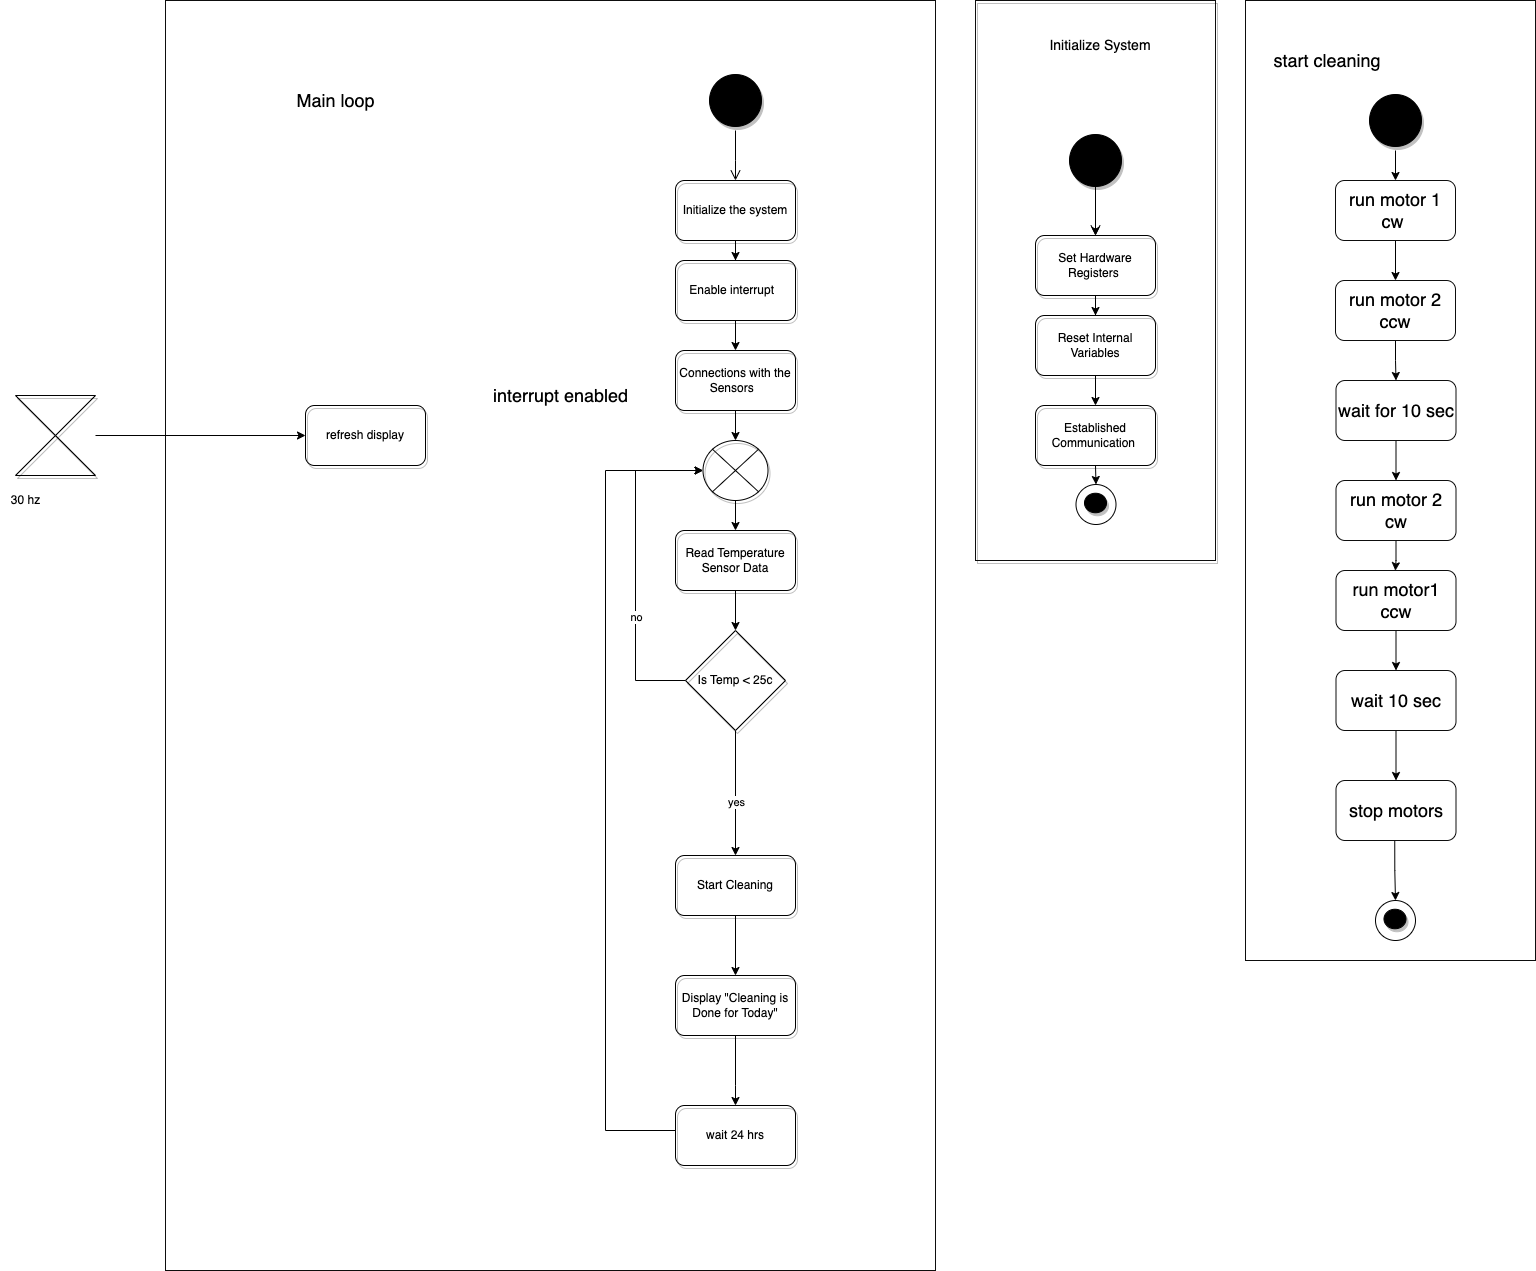 Main loop
Initialize the system
Enable interrupt
Connections with the
Sensors
interrupt enabled
refresh display
30 hz
Read Temperature
Sensor Data
no
Is Temp < 25c
yes
Start Cleaning
Display "Cleaning is
Done for Today"
wait 24 hrs
Initialize System
Set Hardware
Registers
Reset Internal
Variables
Established
Communication
start cleaning
run motor 1
cw
run motor 2
ccw
wait for 10 sec
run motor 2
cw
run motor1
ccw
wait 10 sec
stop motors